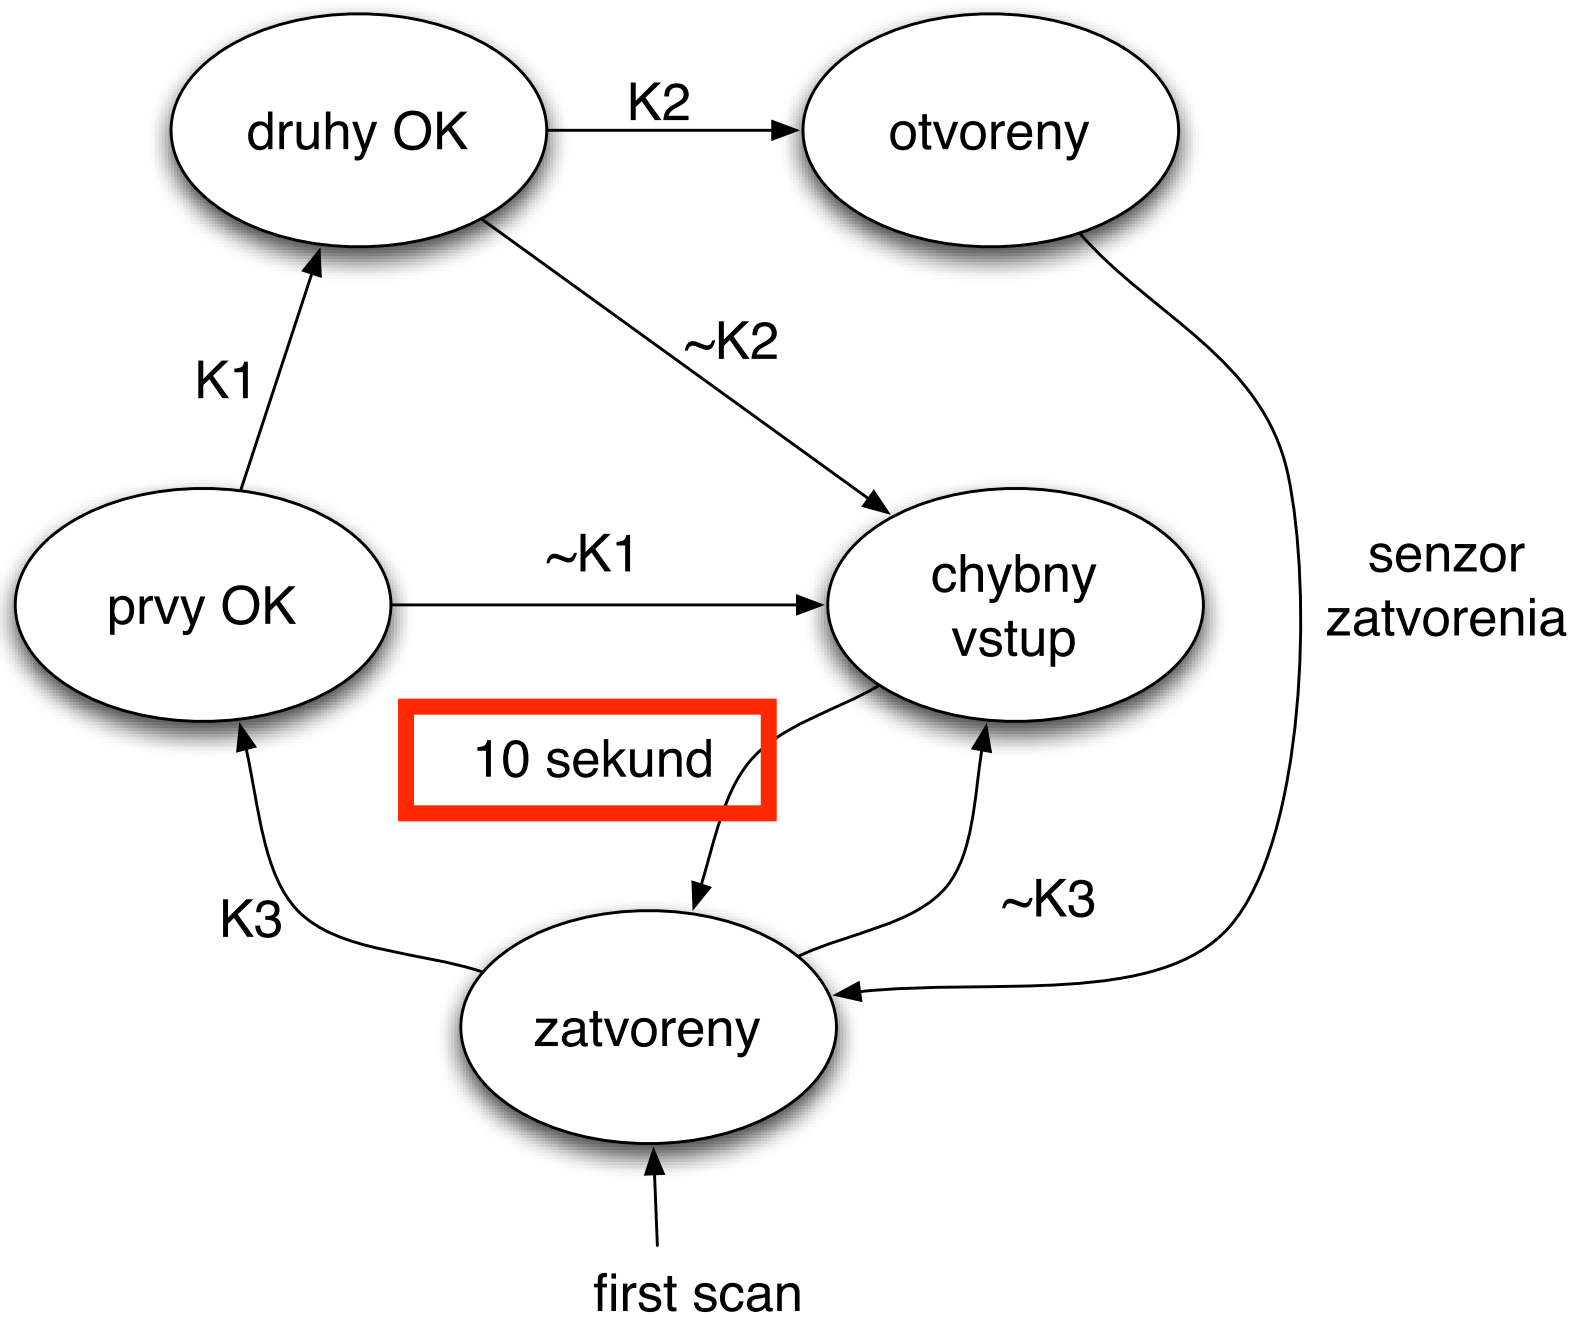 druhy OK
K2
otvoreny
~K2
K1
prvy OK
~K1
chybny
vstup
senzor
zatvorenia
10 sekund
K3
~K3
zatvoreny
first scan